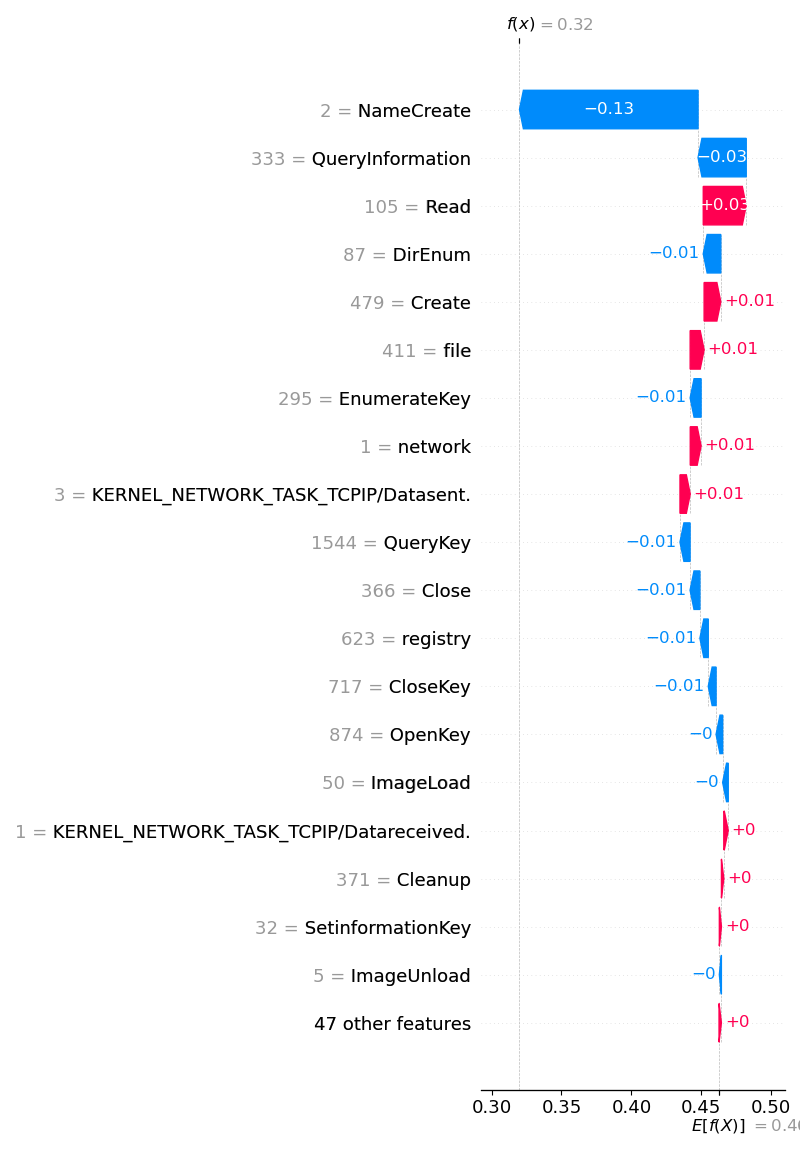 f(x) = 0.32
2 = NameCreate
−0.13
333 = QueryInformation
−0.03
105 = Read
+0.03
87 = DirEnum
−0.01
479 = Create
+0.01
411 = file
+0.01
295 = EnumerateKey
−0.01
1 = network
+0.01
3 = KERNEL_NETWORK_TASK_TCPIP/Datasent.
+0.01
1544 = QueryKey
−0.01
366 = Close
−0.01
623 = registry
−0.01
717 = CloseKey
−0.01
874 = OpenKey
−0
50 = ImageLoad
−0
1 = KERNEL_NETWORK_TASK_TCPIP/Datareceived.
+0
371 = Cleanup
+0
32 = SetinformationKey
+0
5 = ImageUnload
−0
47 other features
+0
0.30 0.35 0.40 0.45 0.50
E[f(X)] = 0.46